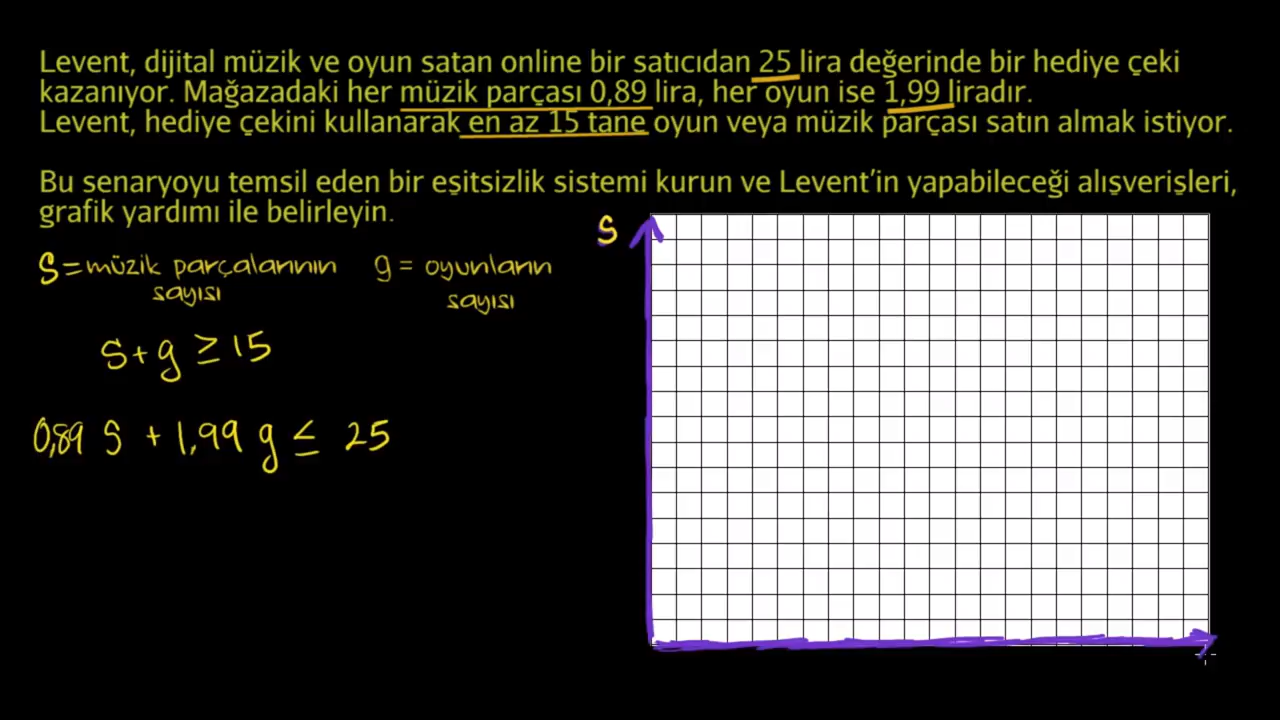 Levent, dijital müzik ve oyun satan online bir satıcıdan 25 lira değerinde bir hediye çeki
kazanıyor. Mağazadaki her müzik parçası 0,89 lira, her oyun ise 1,99 liradır.
Levent, hediye çekini kullanarak en az 15 tane oyun veya müzik parçası satın almak istiyor.
Bu senaryoyu temsil eden bir eşitsizlik sistemi kurun ve Levent'in yapabileceği alışverişleri,
grafik yardımı ile belirleyin.
S
S = müzik parçalarının sayısı
g = oyunların sayısı
S + g ≥ 15
0,89 S + 1,99 g ≤ 25